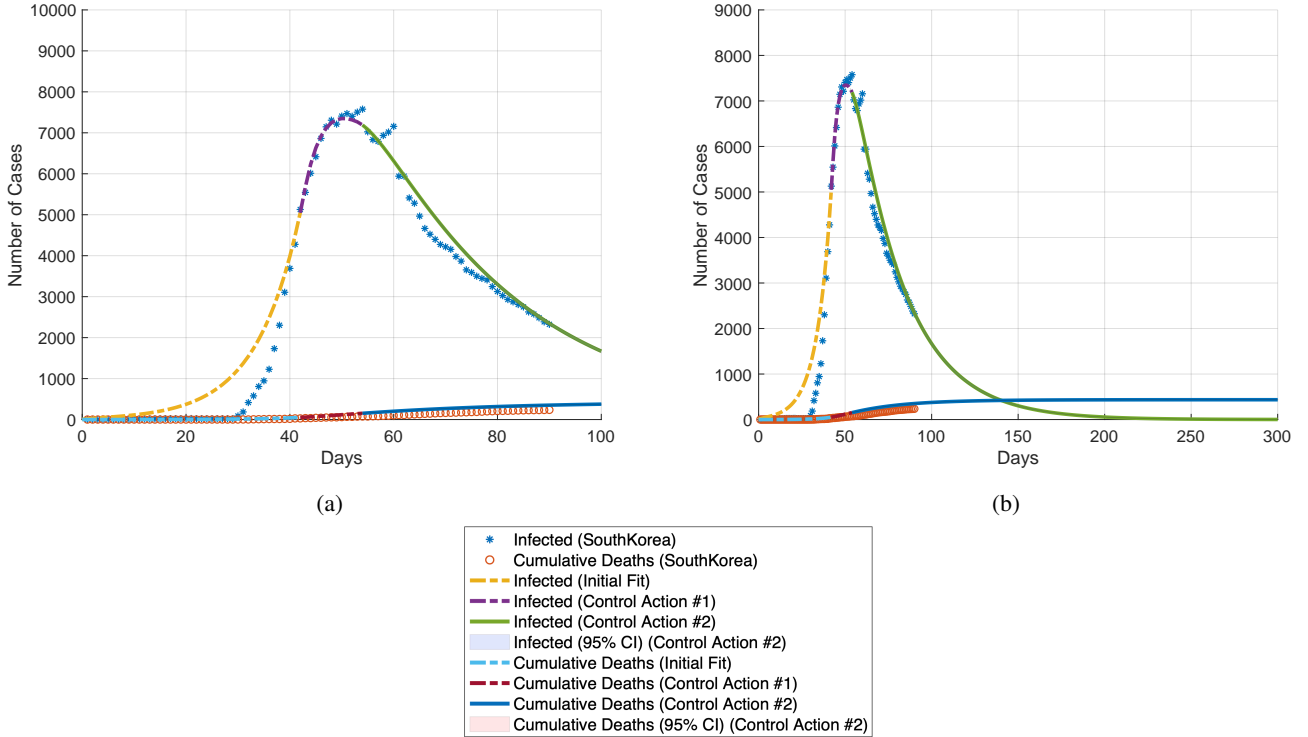 10000
9000
8000
7000
6000
5000
4000
3000
2000
1000
0
Number of Cases
0 20 40 60 80 100
Days
(a)
9000
8000
7000
6000
5000
4000
3000
2000
1000
0
Number of Cases
0 50 100 150 200 250 300
Days
(b)
Infected (SouthKorea)
Cumulative Deaths (SouthKorea)
Infected (Initial Fit)
Infected (Control Action #1)
Infected (Control Action #2)
Infected (95% CI) (Control Action #2)
Cumulative Deaths (Initial Fit)
Cumulative Deaths (Control Action #1)
Cumulative Deaths (Control Action #2)
Cumulative Deaths (95% CI) (Control Action #2)